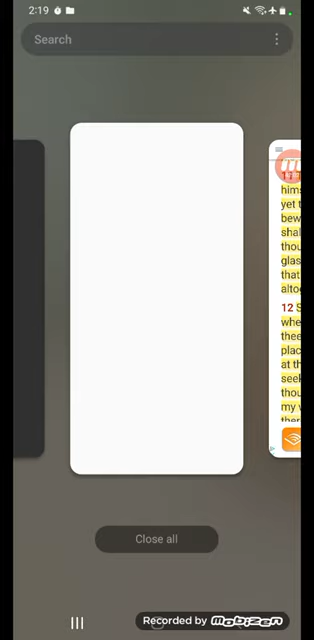 2:19
Search
11
hims
yet t
bew
shal
thou
glas
that
altog
12 S
whe
thee
plac
at th
seek
thou
my v
Close all
Recorded by mobizen